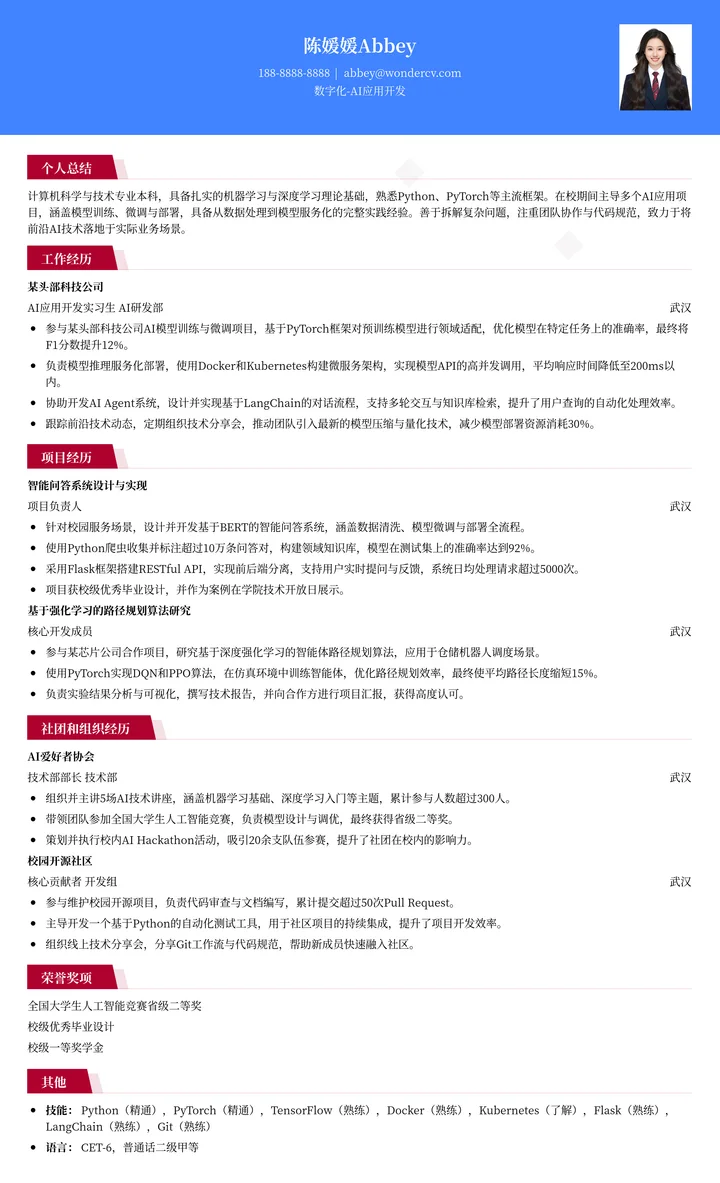 陈媛媛Abbey
188-8888-8888 | abbey@wondercv.com
数字化-AI应用开发
个人总结
计算机科学与技术专业本科，具备扎实的机器学习与深度学习理论基础，熟悉Python、PyTorch等主流框架。在校期间主导多个AI应用项
目，涵盖模型训练、微调与部署，具备从数据处理到模型服务化的完整实践经验。善于拆解复杂问题，注重团队协作与代码规范，致力于将
前沿AI技术落地于实际业务场景。
工作经历
某头部科技公司
AI应用开发实习生 AI研发部 武汉
• 参与某头部科技公司AI模型训练与微调项目，基于PyTorch框架对预训练模型进行领域适配，优化模型在特定任务上的准确率，最终将
F1分数提升12%。
• 负责模型推理服务化部署，使用Docker和Kubernetes构建微服务架构，实现模型API的高并发调用，平均响应时间降低至200ms以
内。
• 协助开发AI Agent系统，设计并实现基于LangChain的对话流程，支持多轮交互与知识库检索，提升了用户查询的自动化处理效率。
• 跟踪前沿技术动态，定期组织技术分享会，推动团队引入最新的模型压缩与量化技术，减少模型部署资源消耗30%。
项目经历
智能问答系统设计与实现
项目负责人 武汉
• 针对校园服务场景，设计并开发基于BERT的智能问答系统，涵盖数据清洗、模型微调与部署全流程。
• 使用Python爬虫收集并标注超过10万条问答对，构建领域知识库，模型在测试集上的准确率达到92%。
• 采用Flask框架搭建RESTful API，实现前后端分离，支持用户实时提问与反馈，系统日均处理请求超过5000次。
• 项目获校级优秀毕业设计，并作为案例在学院技术开放日展示。
基于强化学习的路径规划算法研究
核心开发成员 武汉
• 参与某芯片公司合作项目，研究基于深度强化学习的智能体路径规划算法，应用于仓储机器人调度场景。
• 使用PyTorch实现DQN和PPO算法，在仿真环境中训练智能体，优化路径规划效率，最终使平均路径长度缩短15%。
• 负责实验结果分析与可视化，撰写技术报告，并向合作方进行项目汇报，获得高度认可。
社团和组织经历
AI爱好者协会
技术部部长 技术部 武汉
• 组织并主讲5场AI技术讲座，涵盖机器学习基础、深度学习入门等主题，累计参与人数超过300人。
• 带领团队参加全国大学生人工智能竞赛，负责模型设计与调优，最终获得省级二等奖。
• 策划并执行校内AI Hackathon活动，吸引20余支队伍参赛，提升了社团在校内的影响力。
校园开源社区
核心贡献者 开发组 武汉
• 参与维护校园开源项目，负责代码审查与文档编写，累计提交超过50次Pull Request。
• 主导开发一个基于Python的自动化测试工具，用于社区项目的持续集成，提升了项目开发效率。
• 组织线上技术分享会，分享Git工作流与代码规范，帮助新成员快速融入社区。
荣誉奖项
全国大学生人工智能竞赛省级二等奖
校级优秀毕业设计
校级一等奖学金
其他
• 技能： Python（精通），PyTorch（精通），TensorFlow（熟练），Docker（熟练），Kubernetes（了解），Flask（熟练），
LangChain（熟练），Git（熟练）
• 语言： CET-6，普通话二级甲等